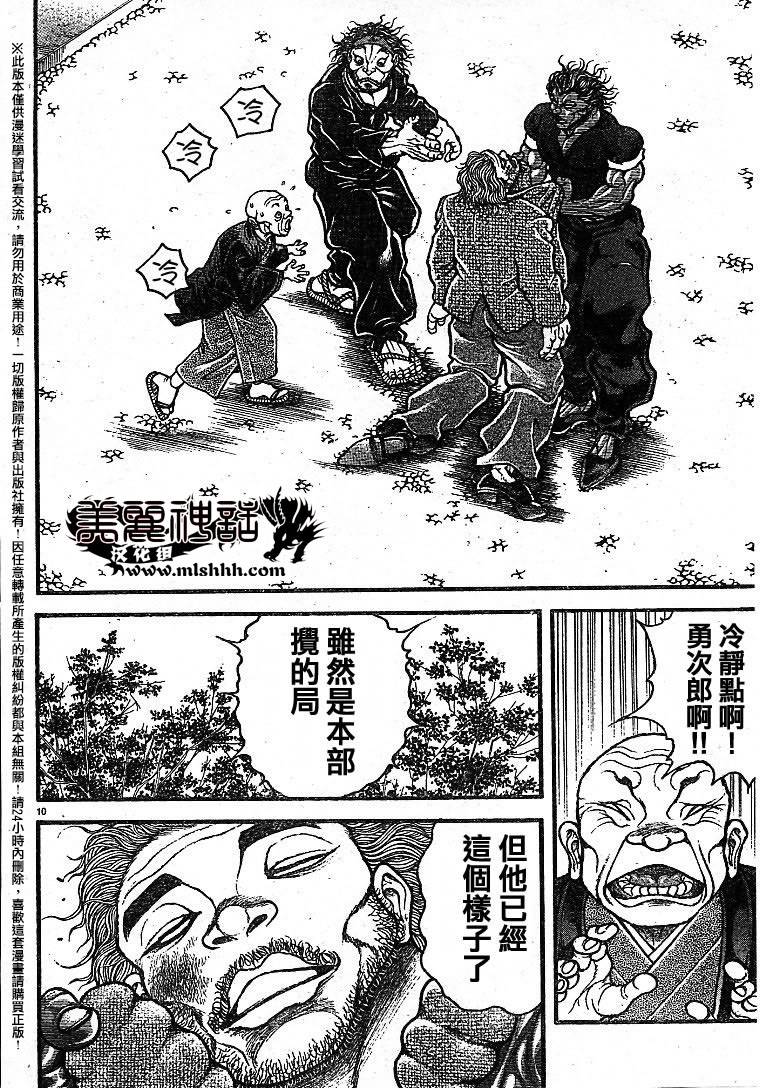 ※此版本僅供漫迷學習試看交流，請勿用於商業用途！一切版權歸原作者與出版社擁有！因任意轉載所產生的版權糾紛都與本組無關！請24小時內刪除，喜歡這套漫畫請購買正版！
冷
冷
冷
美麗神話
汉化组
www.mlshhh.com
冷靜點啊！
勇次郎啊!!
雖然是本部
攪的局
10
但他已經
這個樣子了